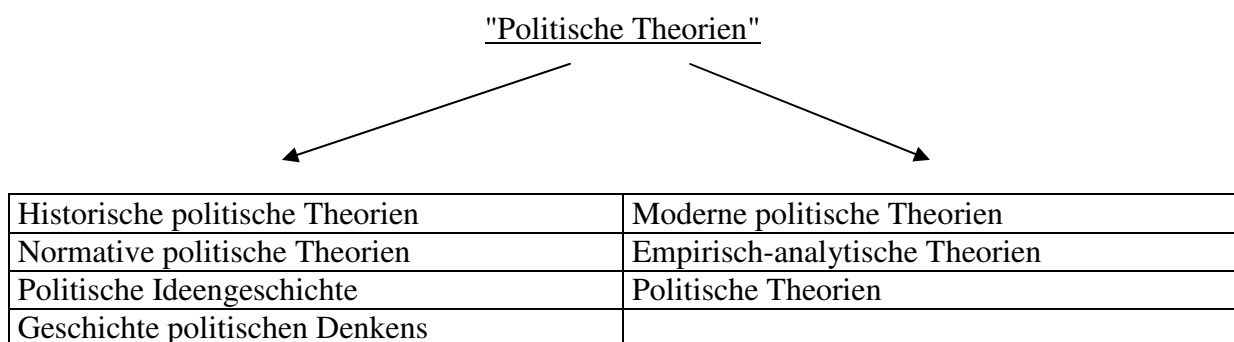 "Politische Theorien"
Historische politische Theorien Moderne politische Theorien
Normative politische Theorien Empirisch-analytische Theorien
Politische Ideengeschichte Politische Theorien
Geschichte politischen Denkens